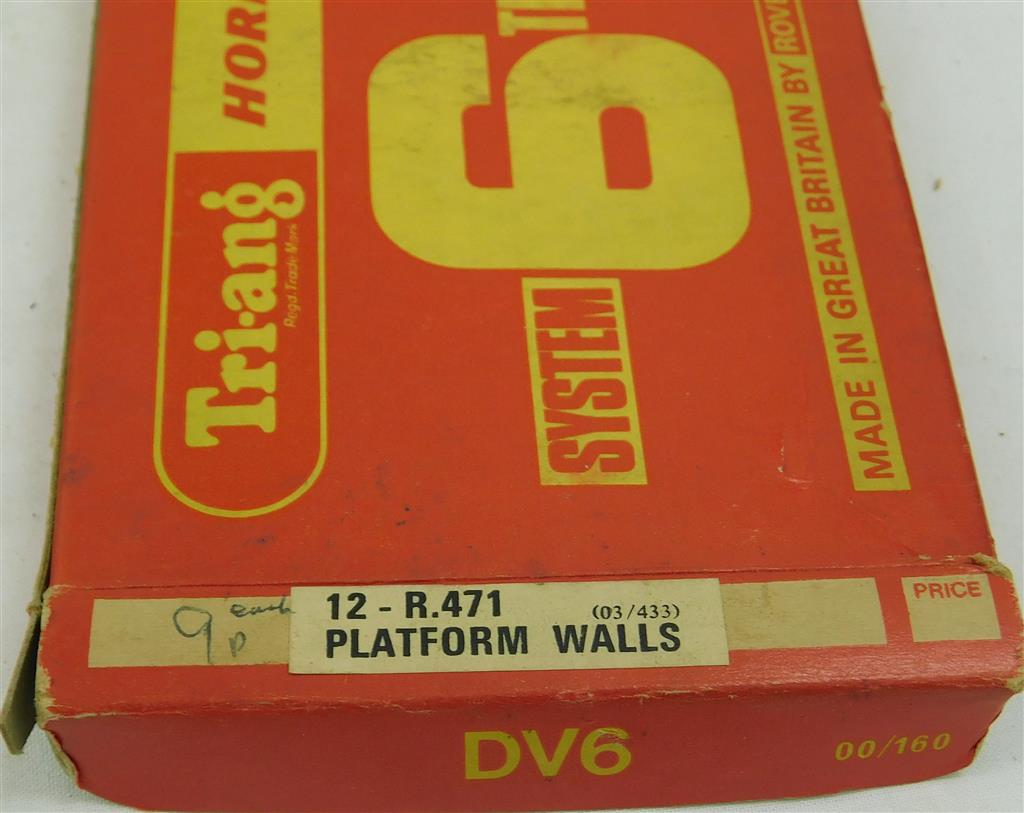 Tri-ang
Regd. Trade Mark
6
SYSTEM
MADE IN GREAT BRITAIN BY
9 each
p
12 - R.471 (03/433)
PLATFORM WALLS
PRICE
DV6
00/160